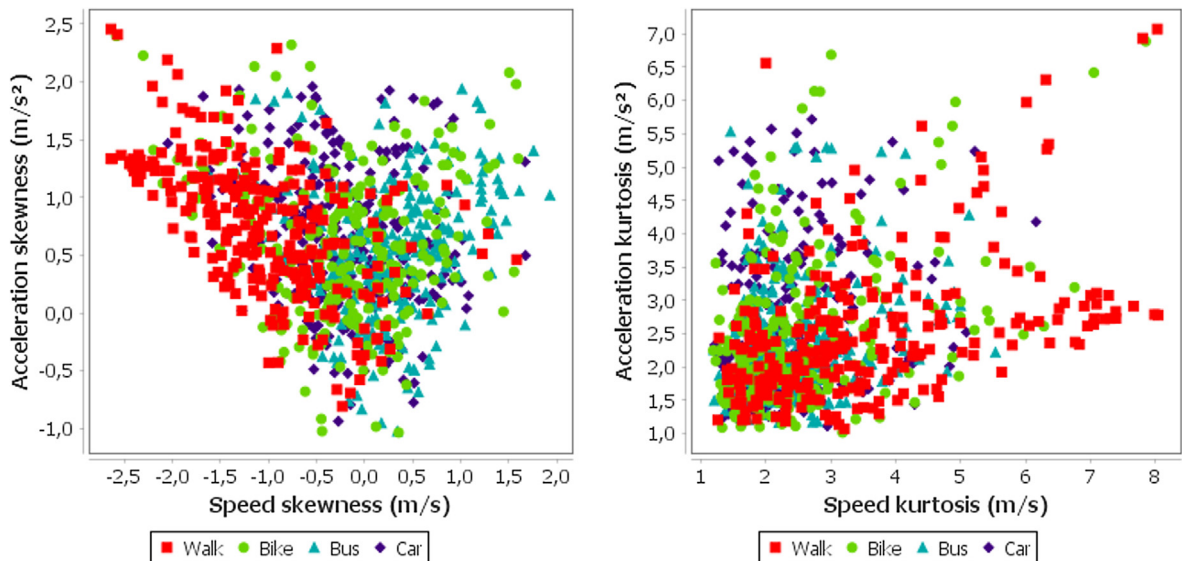 2,5
2,0
1,5
1,0
0,5
0,0
-0,5
-1,0
Acceleration skewness (m/s²)
-2,5 -2,0 -1,5 -1,0 -0,5 0,0 0,5 1,0 1,5 2,0
Speed skewness (m/s)
Walk Bike Bus Car
7,0
6,5
6,0
5,5
5,0
4,5
4,0
3,5
3,0
2,5
2,0
1,5
1,0
Acceleration kurtosis (m/s²)
1 2 3 4 5 6 7 8
Speed kurtosis (m/s)
Walk Bike Bus Car